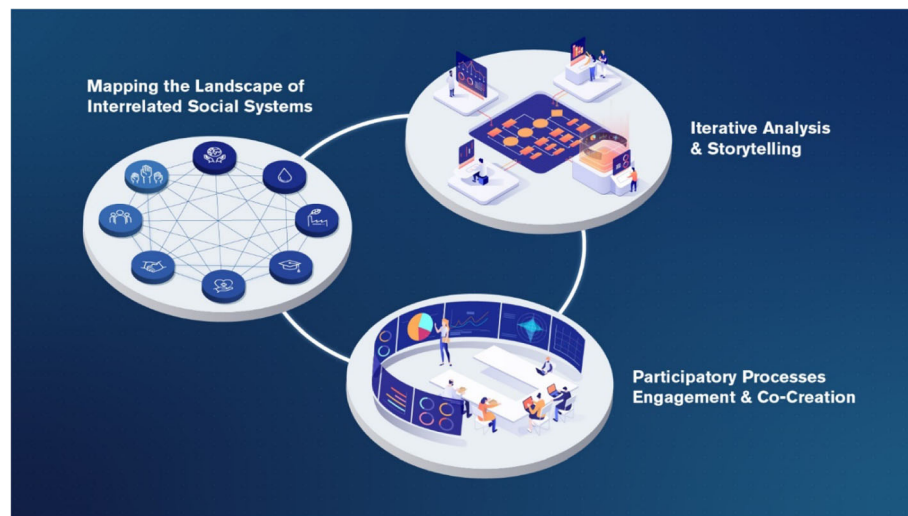 Mapping the Landscape of
Interrelated Social Systems
Iterative Analysis
& Storytelling
Participatory Processes
Engagement & Co-Creation